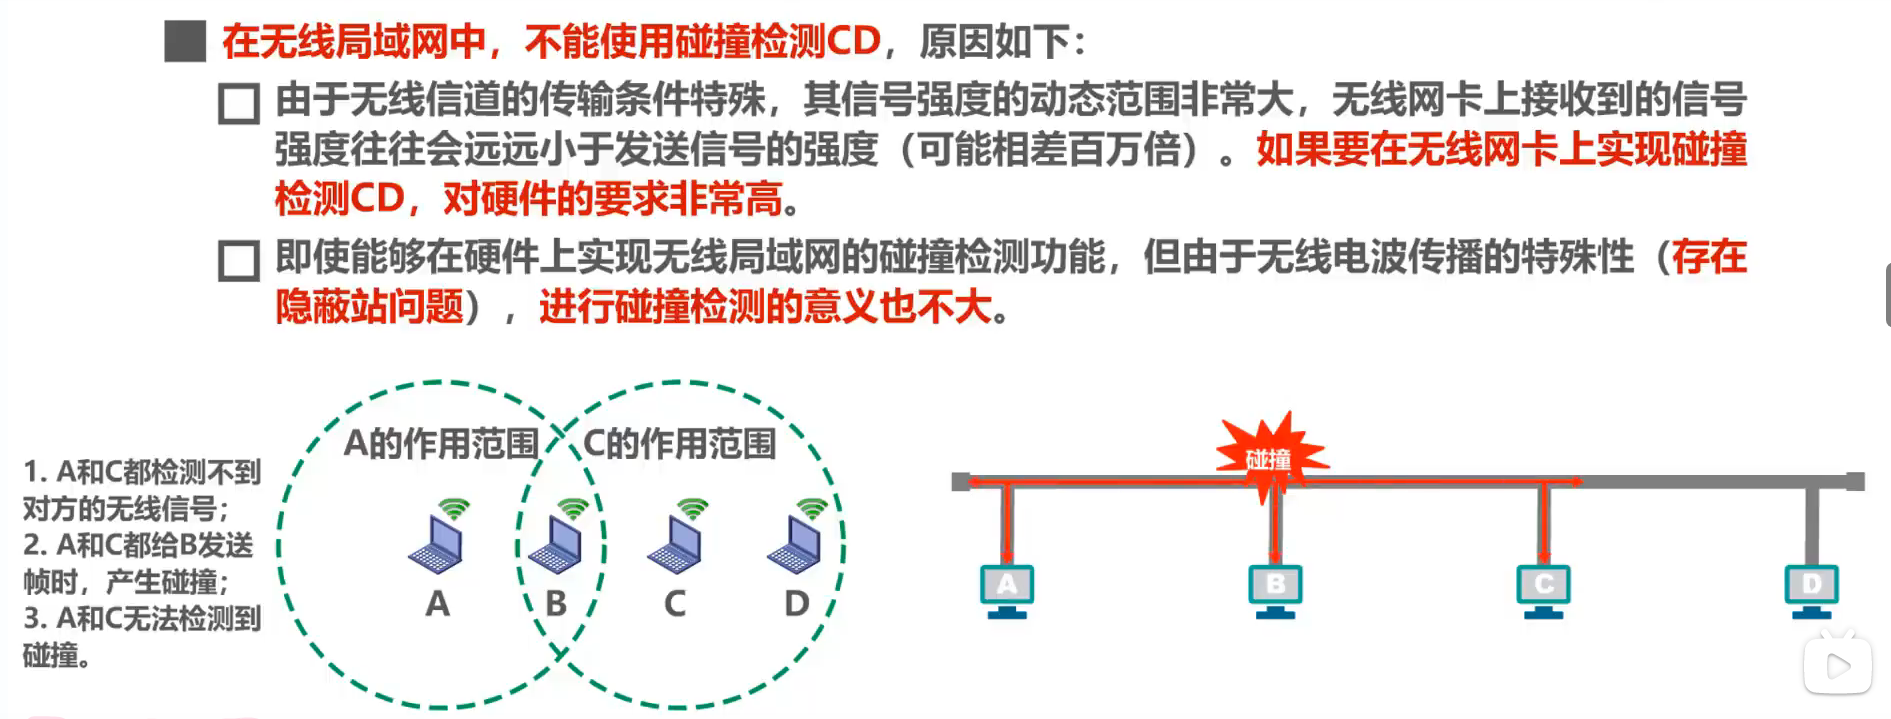 在无线局域网中，不能使用碰撞检测CD，原因如下：
由于无线信道的传输条件特殊，其信号强度的动态范围非常大，无线网卡上接收到的信号
强度往往会远远小于发送信号的强度（可能相差百万倍）。如果要在无线网卡上实现碰撞
检测CD，对硬件的要求非常高。
即使能够在硬件上实现无线局域网的碰撞检测功能，但由于无线电波传播的特殊性（存在
隐蔽站问题），进行碰撞检测的意义也不大。
A的作用范围
C的作用范围
1. A和C都检测不到
对方的无线信号；
2. A和C都给B发送
帧时，产生碰撞；
3. A和C无法检测到
碰撞。
A
B
C
D
碰撞
A
B
C
D